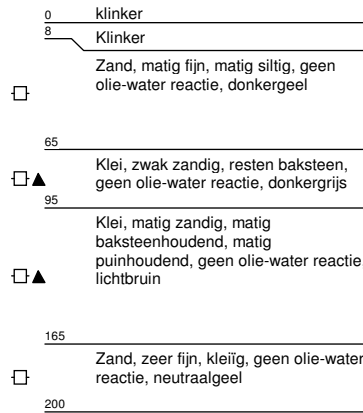 0 klinker
8 Klinker
Zand, matig fijn, matig siltig, geen
olie-water reactie, donkergeel
65
Klei, zwak zandig, resten baksteen,
geen olie-water reactie, donkergrijs
95
Klei, matig zandig, matig
baksteenhoudend, matig
puinhoudend, geen olie-water reactie
lichtbruin
165
Zand, zeer fijn, kleiïg, geen olie-water
reactie, neutraalgeel
200